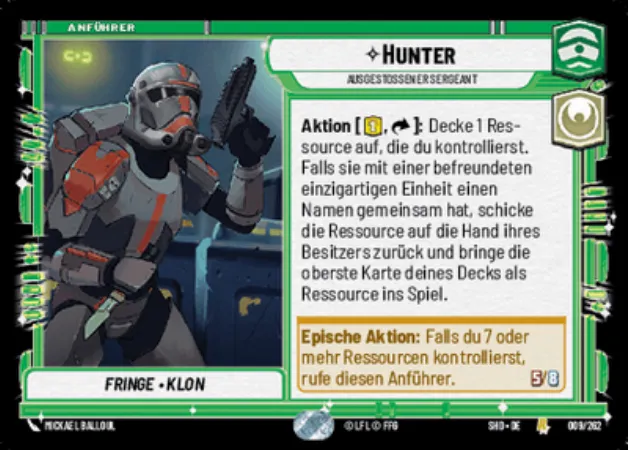 ANFÜHRER
HUNTER
AUSGESTOSSENER SERGEANT
Aktion [1, ]: Decke 1 Res-
source auf, die du kontrollierst.
Falls sie mit einer befreundeten
einzigartigen Einheit einen
Namen gemeinsam hat, schicke
die Ressource auf die Hand ihres
Besitzers zurück und bringe die
oberste Karte deines Decks als
Ressource ins Spiel.
Epische Aktion: Falls du 7 oder
mehr Ressourcen kontrollierst,
rufe diesen Anführer.
5/8
FRINGE • KLON
MICKAEL BALLOUL
© LFL © FFG
SHD • DE
009/262